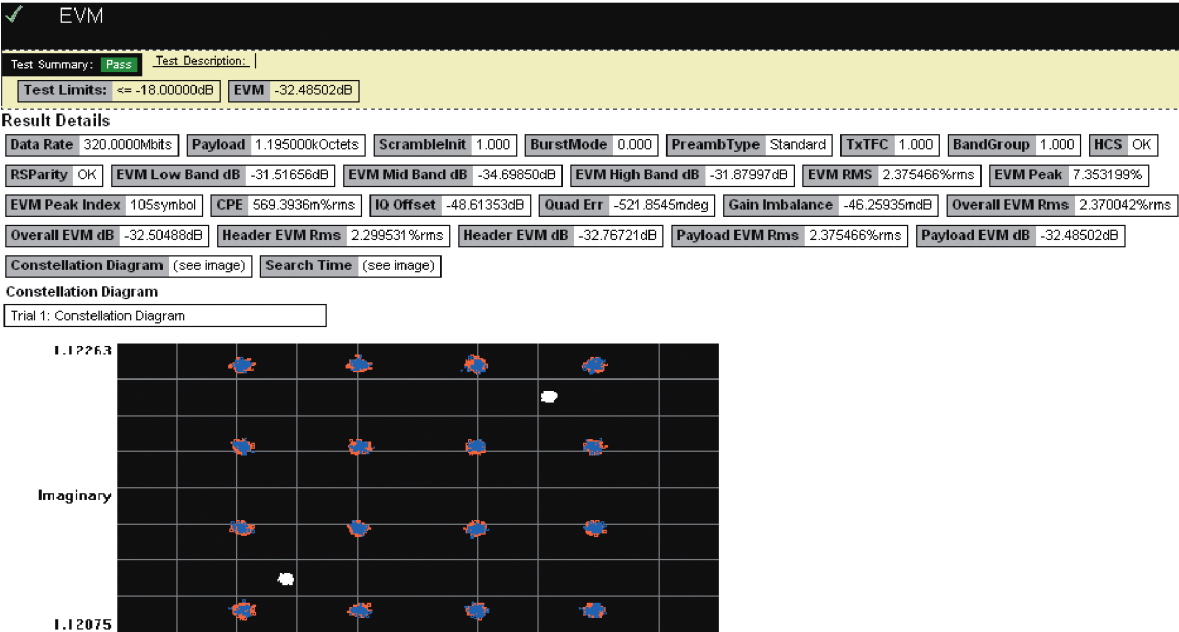 EVM
Test Summary: Pass Test Description:
Test Limits: <= -18.00000dB EVM -32.48502dB
Result Details
Data Rate 320.0000Mbits Payload 1.195000kOctets ScrambleInit 1.000 BurstMode 0.000 PreambType Standard TxTFC 1.000 BandGroup 1.000 HCS OK
RSParity OK EVM Low Band dB -31.51656dB EVM Mid Band dB -34.69850dB EVM High Band dB -31.87997dB EVM RMS 2.375466%rms EVM Peak 7.353199%
EVM Peak Index 105symbol CPE 569.3936m%rms IQ Offset -48.61353dB Quad Err -521.8545mdeg Gain Imbalance -46.25935mdB Overall EVM Rms 2.370042%rms
Overall EVM dB -32.50488dB Header EVM Rms 2.299531%rms Header EVM dB -32.76721dB Payload EVM Rms 2.375466%rms Payload EVM dB -32.48502dB
Constellation Diagram (see image) Search Time (see image)
Constellation Diagram
Trial 1: Constellation Diagram
1.12263
Imaginary
1.12075